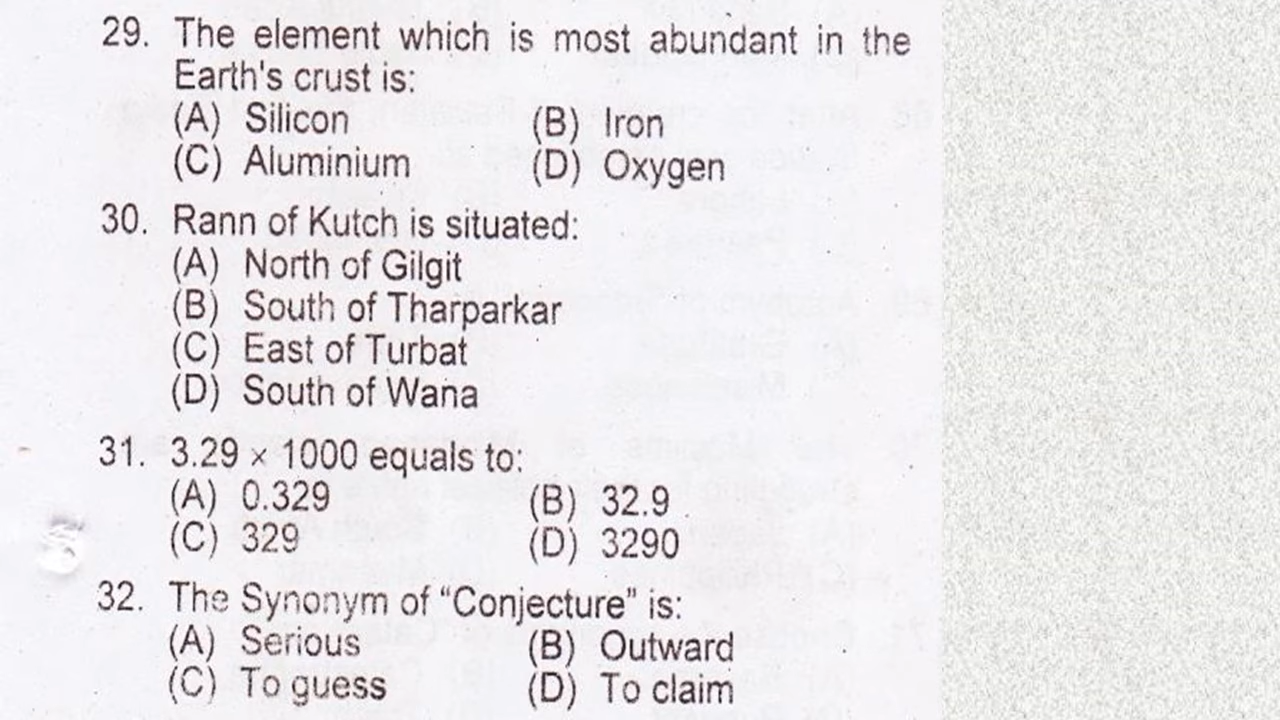 29. The element which is most abundant in the
Earth's crust is:
(A) Silicon (B) Iron
(C) Aluminium (D) Oxygen
30. Rann of Kutch is situated:
(A) North of Gilgit
(B) South of Tharparkar
(C) East of Turbat
(D) South of Wana
31. 3.29 × 1000 equals to:
(A) 0.329 (B) 32.9
(C) 329 (D) 3290
32. The Synonym of “Conjecture” is:
(A) Serious (B) Outward
(C) To guess (D) To claim